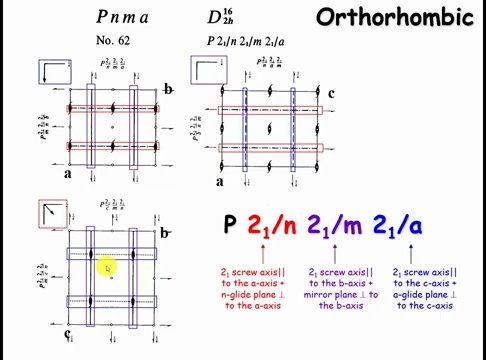 P n m a
D 16 2h
Orthorhombic
No. 62
P 2₁/n 2₁/m 2₁/a
b
c
a
a
b
c
P 2₁/n 2₁/m 2₁/a
2₁ screw axis||
to the a-axis +
n-glide plane ⊥
to the a-axis
2₁ screw axis||
to the b-axis +
mirror plane ⊥ to
the b-axis
2₁ screw axis||
to the c-axis +
a-glide plane ⊥
to the c-axis